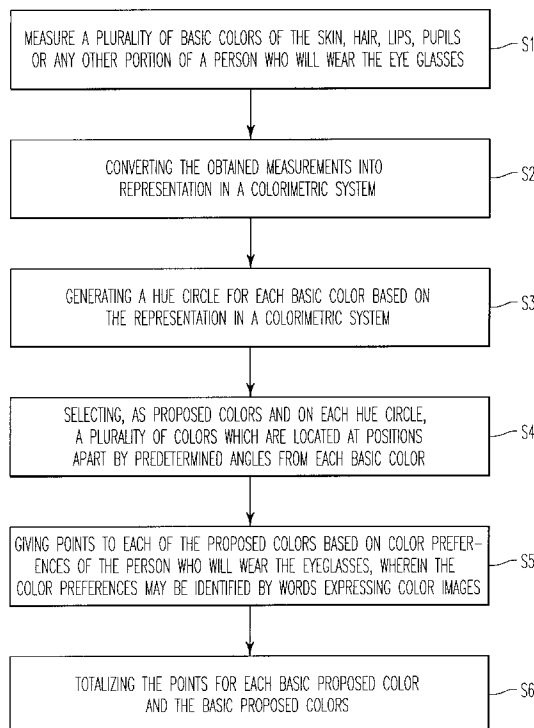 MEASURE A PLURALITY OF BASIC COLORS OF THE SKIN, HAIR, LIPS, PUPILS
OR ANY OTHER PORTION OF A PERSON WHO WILL WEAR THE EYE GLASSES
S1
CONVERTING THE OBTAINED MEASUREMENTS INTO
REPRESENTATION IN A COLORIMETRIC SYSTEM
S2
GENERATING A HUE CIRCLE FOR EACH BASIC COLOR BASED ON
THE REPRESENTATION IN A COLORIMETRIC SYSTEM
S3
SELECTING, AS PROPOSED COLORS AND ON EACH HUE CIRCLE,
A PLURALITY OF COLORS WHICH ARE LOCATED AT POSITIONS
APART BY PREDETERMINED ANGLES FROM EACH BASIC COLOR
S4
GIVING POINTS TO EACH OF THE PROPOSED COLORS BASED ON COLOR PREFER-
ENCES OF THE PERSON WHO WILL WEAR THE EYEGLASSES, WHEREIN THE
COLOR PREFERENCES MAY BE IDENTIFIED BY WORDS EXPRESSING COLOR IMAGES
S5
TOTALIZING THE POINTS FOR EACH BASIC PROPOSED COLOR
AND THE BASIC PROPOSED COLORS
S6